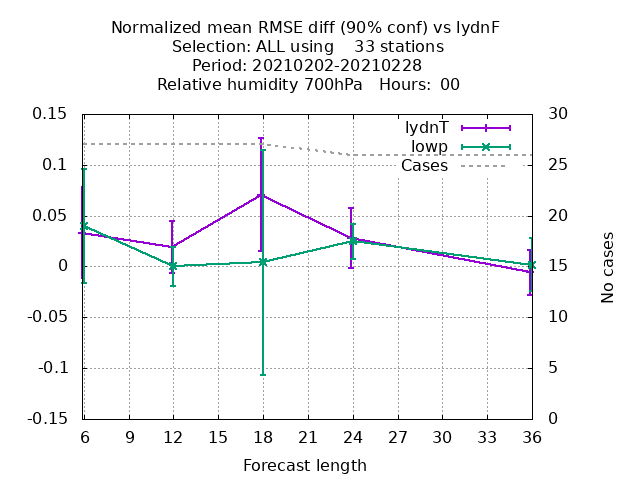 Normalized mean RMSE diff (90% conf) vs lydnF
Selection: ALL using    33 stations
Period: 20210202-20210228
Relative humidity 700hPa   Hours:  00
0.15
0.1
0.05
0
-0.05
-0.1
-0.15
30
25
20
15
10
5
0
lydnT
lowp
Cases
No cases
6 9 12 15 18 21 24 27 30 33 36
Forecast length